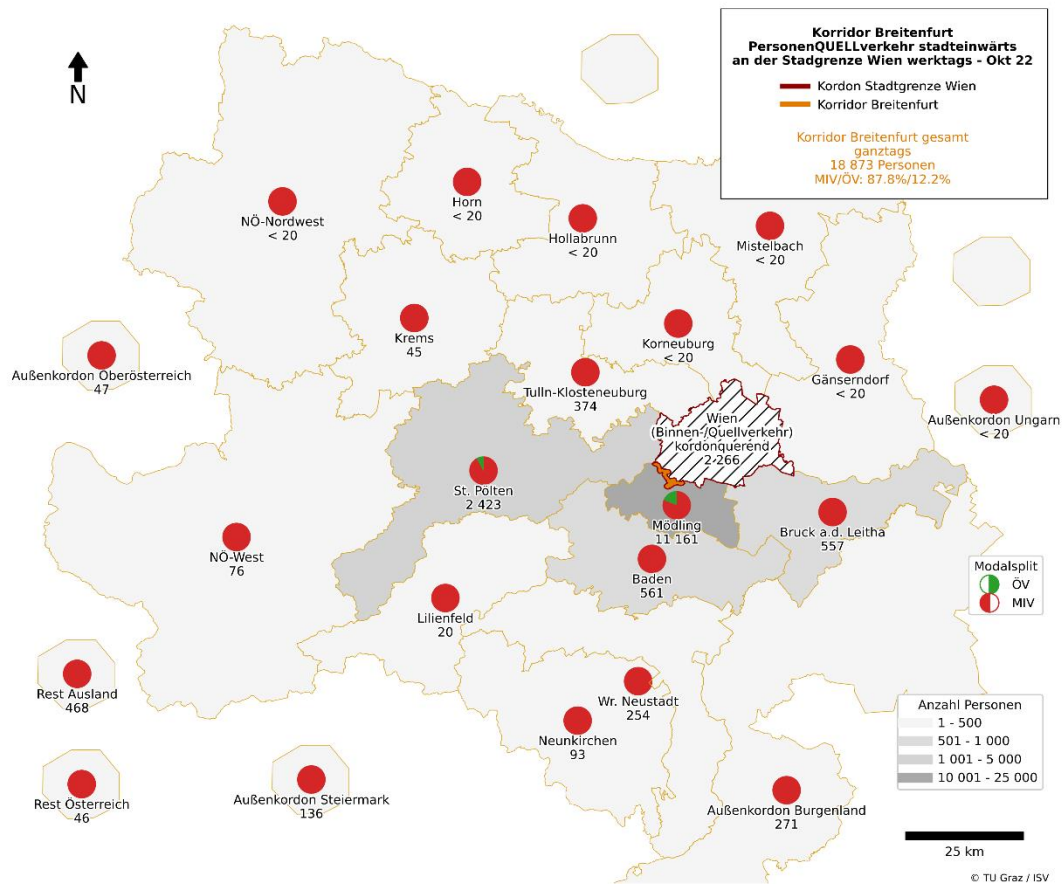 Korridor Breitenfurt
PersonenQUELLverkehr stadteinwärts
an der Stadgrenze Wien werktags - Okt 22
Kordon Stadtgrenze Wien
Korridor Breitenfurt
Korridor Breitenfurt gesamt
ganztags
18 873 Personen
MIV/ÖV: 87.8%/12.2%
N
NÖ-Nordwest
< 20
Horn
< 20
Hollabrunn
< 20
Mistelbach
< 20
Krems
45
Korneuburg
< 20
Außenkordon Oberösterreich
47
Tulln-Klosteneuburg
374
Gänserndorf
< 20
Außenkordon Ungarn
< 20
Wien
(Binnen-/Quellverkehr)
kordonquerend
2 266
St. Pölten
2 423
Mödling
11 161
Bruck a.d. Leitha
557
NÖ-West
76
Baden
561
Lilienfeld
20
Modalsplit
ÖV
MIV
Rest Ausland
468
Wr. Neustadt
254
Neunkirchen
93
Anzahl Personen
1 - 500
501 - 1 000
1 001 - 5 000
10 001 - 25 000
Rest Österreich
46
Außenkordon Steiermark
136
Außenkordon Burgenland
271
25 km
© TU Graz / ISV